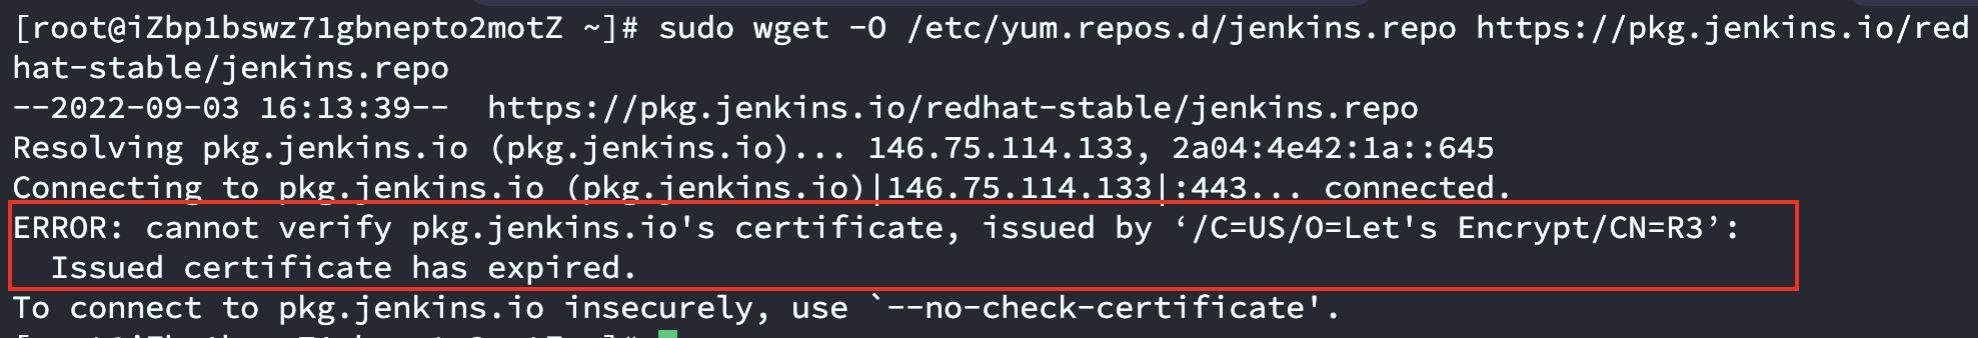 [root@iZbp1bswz71gbnepto2motZ ~]# sudo wget -O /etc/yum.repos.d/jenkins.repo https://pkg.jenkins.io/red
hat-stable/jenkins.repo
--2022-09-03 16:13:39--  https://pkg.jenkins.io/redhat-stable/jenkins.repo
Resolving pkg.jenkins.io (pkg.jenkins.io)... 146.75.114.133, 2a04:4e42:1a::645
Connecting to pkg.jenkins.io (pkg.jenkins.io)|146.75.114.133|:443... connected.
ERROR: cannot verify pkg.jenkins.io's certificate, issued by ‘/C=US/O=Let's Encrypt/CN=R3’:
  Issued certificate has expired.
To connect to pkg.jenkins.io insecurely, use `--no-check-certificate'.